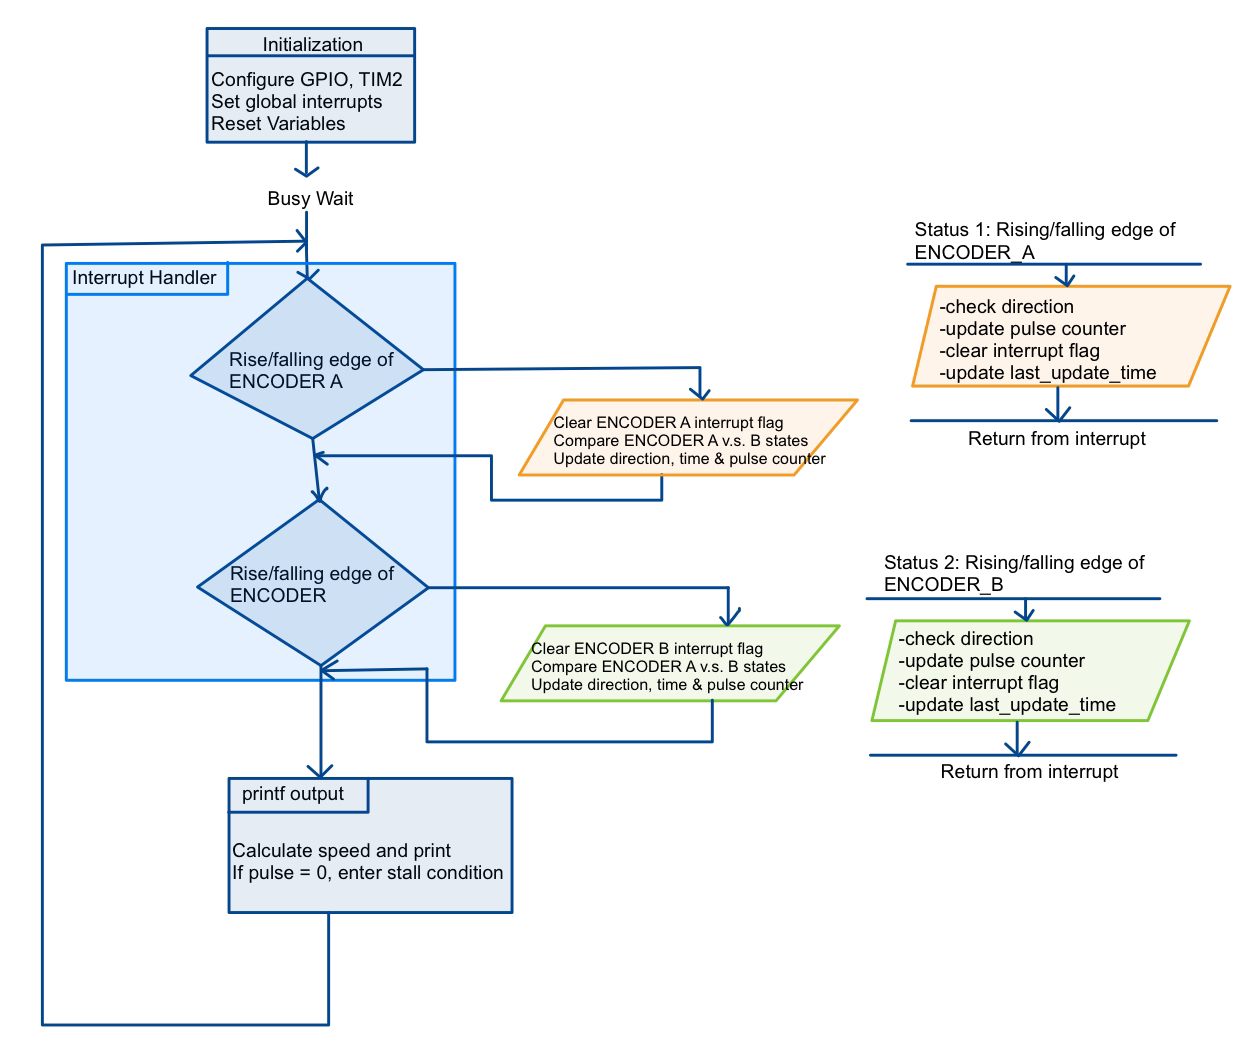 Initialization
Configure GPIO, TIM2
Set global interrupts
Reset Variables
Busy Wait
Interrupt Handler
Rise/falling edge of
ENCODER A
Clear ENCODER A interrupt flag
Compare ENCODER A v.s. B states
Update direction, time & pulse counter
Rise/falling edge of
ENCODER
Clear ENCODER B interrupt flag
Compare ENCODER A v.s. B states
Update direction, time & pulse counter
printf output
Calculate speed and print
If pulse = 0, enter stall condition
Status 1: Rising/falling edge of
ENCODER_A
-check direction
-update pulse counter
-clear interrupt flag
-update last_update_time
Return from interrupt
Status 2: Rising/falling edge of
ENCODER_B
-check direction
-update pulse counter
-clear interrupt flag
-update last_update_time
Return from interrupt